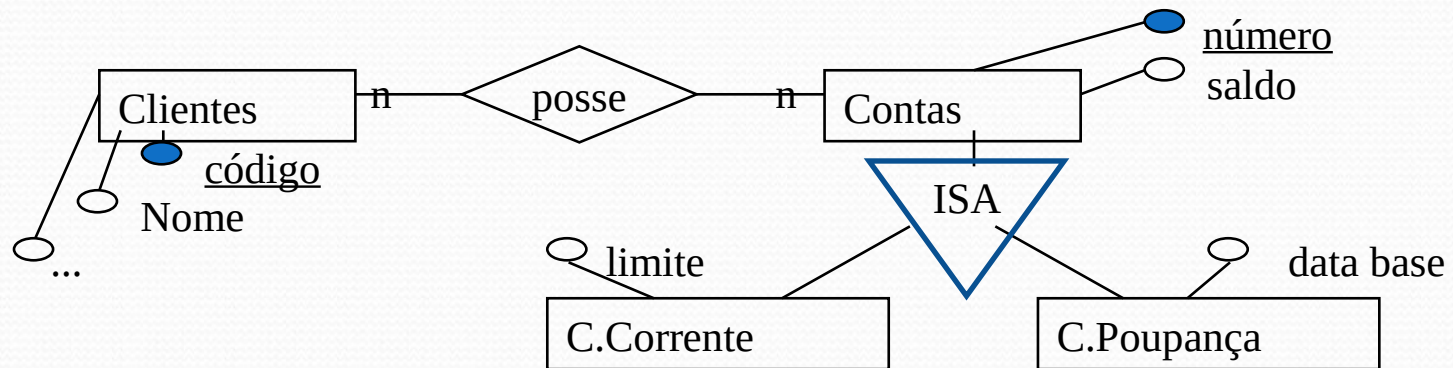 número
saldo
Clientes
n
posse
n
Contas
código
Nome
...
ISA
limite
data base
C.Corrente
C.Poupança